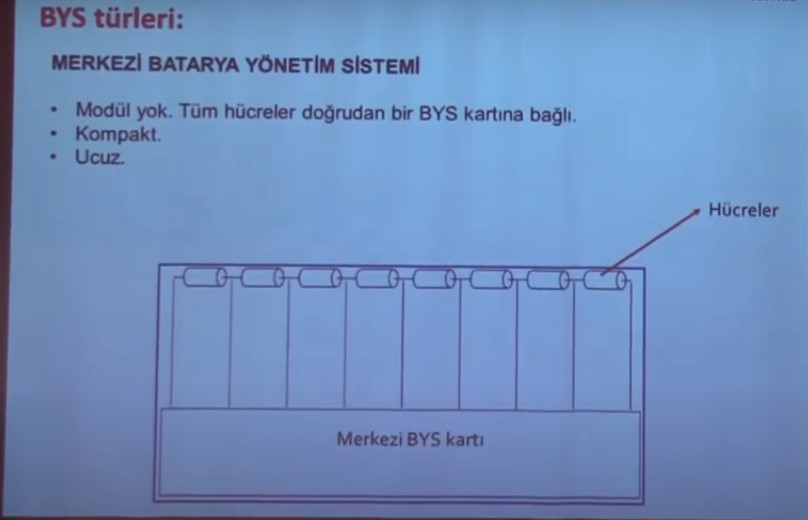 BYS türleri:
MERKEZİ BATARYA YÖNETİM SİSTEMİ
• Modül yok. Tüm hücreler doğrudan bir BYS kartına bağlı.
• Kompakt.
• Ucuz.
Hücreler
Merkezi BYS kartı